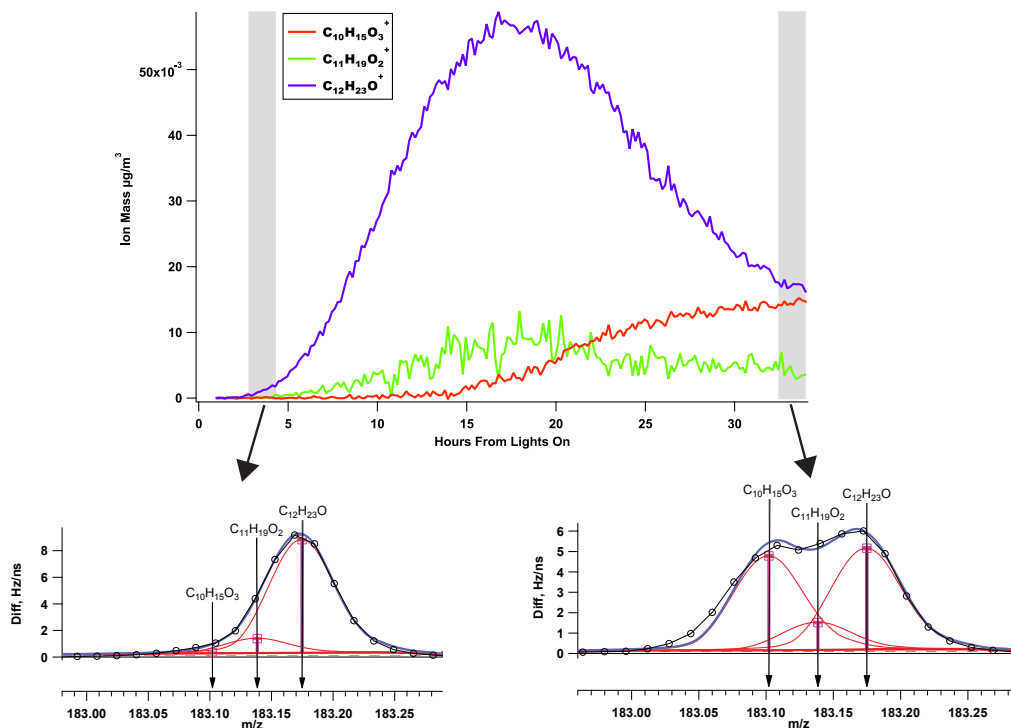 C₁₀H₁₅O₃⁺
C₁₁H₁₉O₂⁺
C₁₂H₂₃O⁺
50x10⁻³
40
30
20
10
0
Ion Mass µg/m³
0 5 10 15 20 25 30
Hours From Lights On
C₁₂H₂₃O
C₁₁H₁₉O₂
C₁₀H₁₅O₃
8
6
4
2
0
Diff, Hz/ns
183.00 183.10 183.15 183.20 183.25
m/z
C₁₀H₁₅O₃
C₁₂H₂₃O
C₁₁H₁₉O₂
6
5
4
3
2
1
0
Diff, Hz/ns
183.00 183.05 183.10 183.15 183.20 183.25
m/z